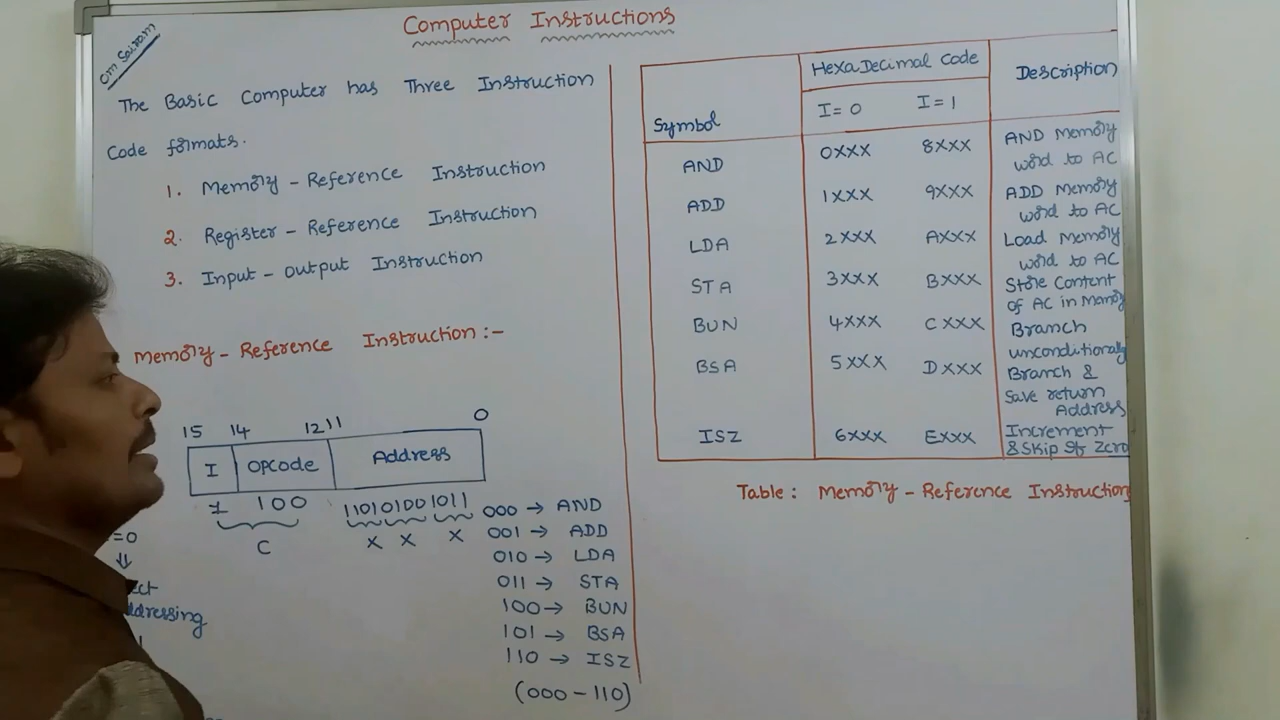 Om Sairam
Computer Instructions
The Basic Computer has Three Instruction
Code formats.
1. Memory - Reference Instruction
2. Register - Reference Instruction
3. Input - output Instruction
Memory - Reference Instruction :-
15 14 12 11 0
I Opcode Address
1 100 110101001011
C X X X
=0
⇓
ect
ddressing
000 → AND
001 → ADD
010 → LDA
011 → STA
100 → BUN
101 → BSA
110 → ISZ
(000 - 110)
Symbol HexaDecimal Code Description
I=0 I=1
AND 0XXX 8XXX AND Memory
word to AC
ADD 1XXX 9XXX ADD Memory
word to AC
LDA 2XXX AXXX Load Memory
word to AC
STA 3XXX BXXX Store Content
of AC in Memory
BUN 4XXX CXXX Branch
unconditionally
BSA 5XXX DXXX Branch &
Save return
Address
ISZ 6XXX EXXX Increment
& Skip If Zero
Table : Memory - Reference Instruction